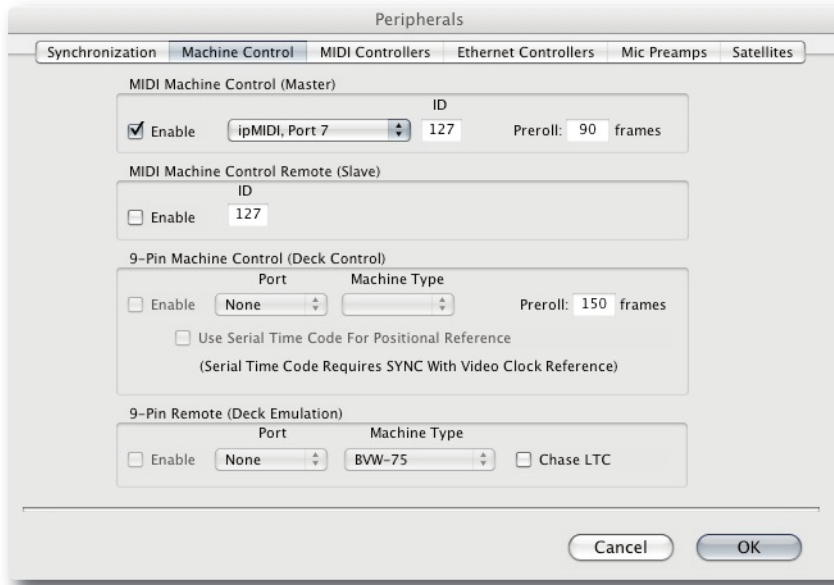 Peripherals
Synchronization Machine Control MIDI Controllers Ethernet Controllers Mic Preamps Satellites
MIDI Machine Control (Master)
ID
Enable ipMIDI, Port 7 127 Preroll: 90 frames
MIDI Machine Control Remote (Slave)
ID
Enable 127
9-Pin Machine Control (Deck Control)
Port Machine Type
Enable None Preroll: 150 frames
Use Serial Time Code For Positional Reference
(Serial Time Code Requires SYNC With Video Clock Reference)
9-Pin Remote (Deck Emulation)
Port Machine Type
Enable None BVW-75 Chase LTC
Cancel OK